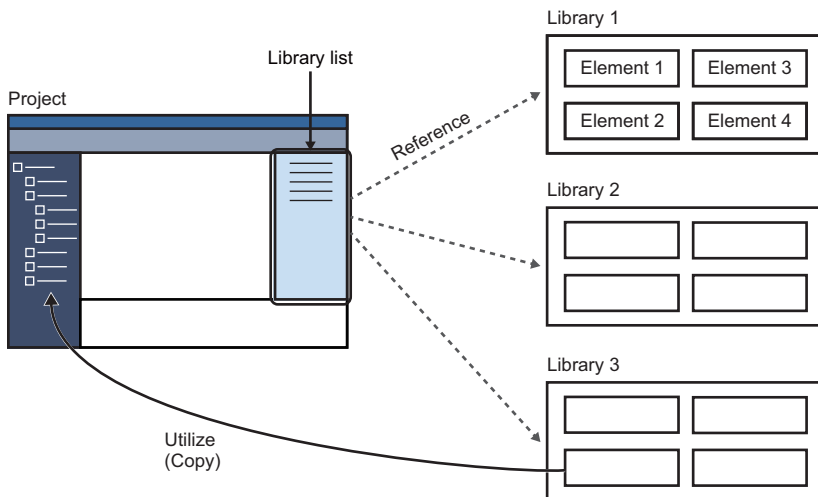 Library 1
Library list
Element 1
Element 3
Project
Element 2
Element 4
Reference
Library 2
Library 3
Utilize
(Copy)